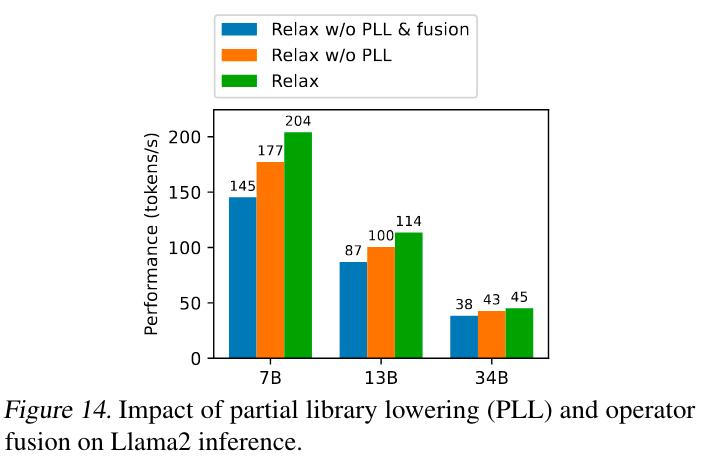 Relax w/o PLL & fusion
Relax w/o PLL
Relax
Performance (tokens/s)
200
150
100
50
0
145
177
204
87
100
114
38
43
45
7B
13B
34B
Figure 14. Impact of partial library lowering (PLL) and operator
fusion on Llama2 inference.